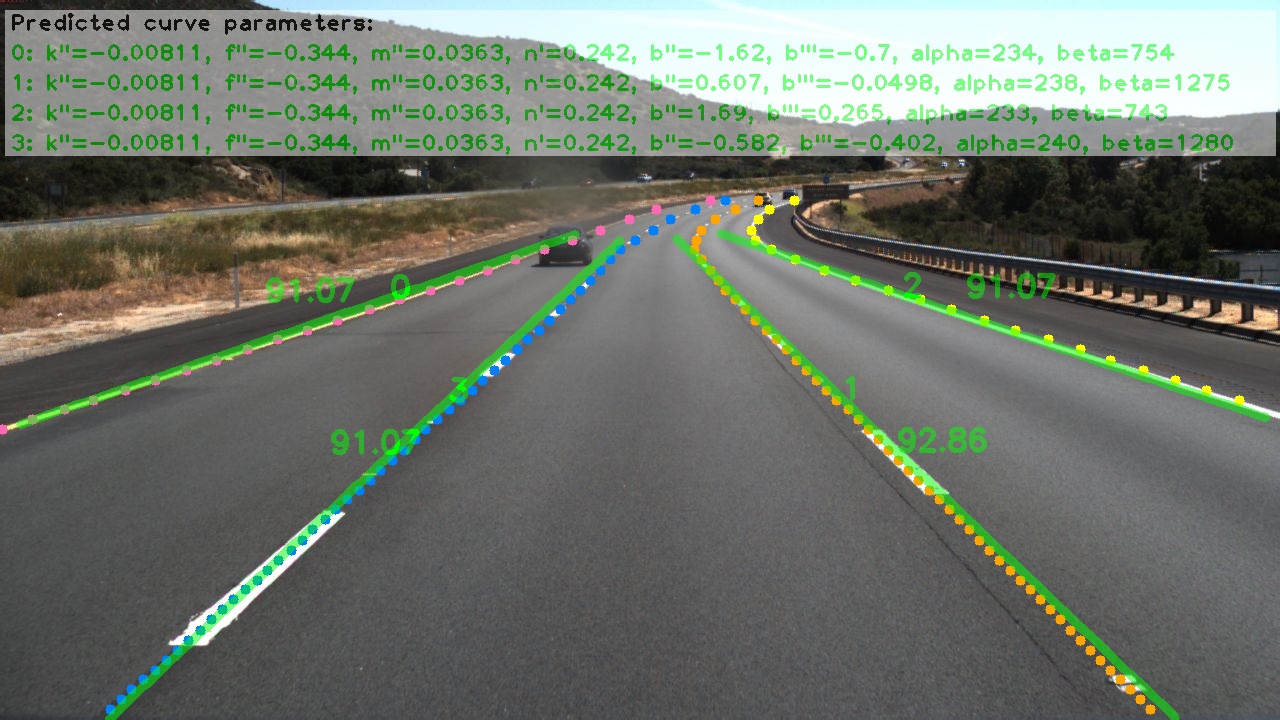 Predicted curve parameters:
0: k''=-0.00811, f''=-0.344, m''=0.0363, n'=0.242, b''=-1.62, b'''=-0.7, alpha=234, beta=754
1: k''=-0.00811, f''=-0.344, m''=0.0363, n'=0.242, b''=0.607, b'''=-0.0498, alpha=238, beta=1275
2: k''=-0.00811, f''=-0.344, m''=0.0363, n'=0.242, b''=1.69, b'''=0.265, alpha=233, beta=743
3: k''=-0.00811, f''=-0.344, m''=0.0363, n'=0.242, b''=-0.582, b'''=-0.402, alpha=240, beta=1280
91.07 0 2 91.07
3 1
91.07 92.86